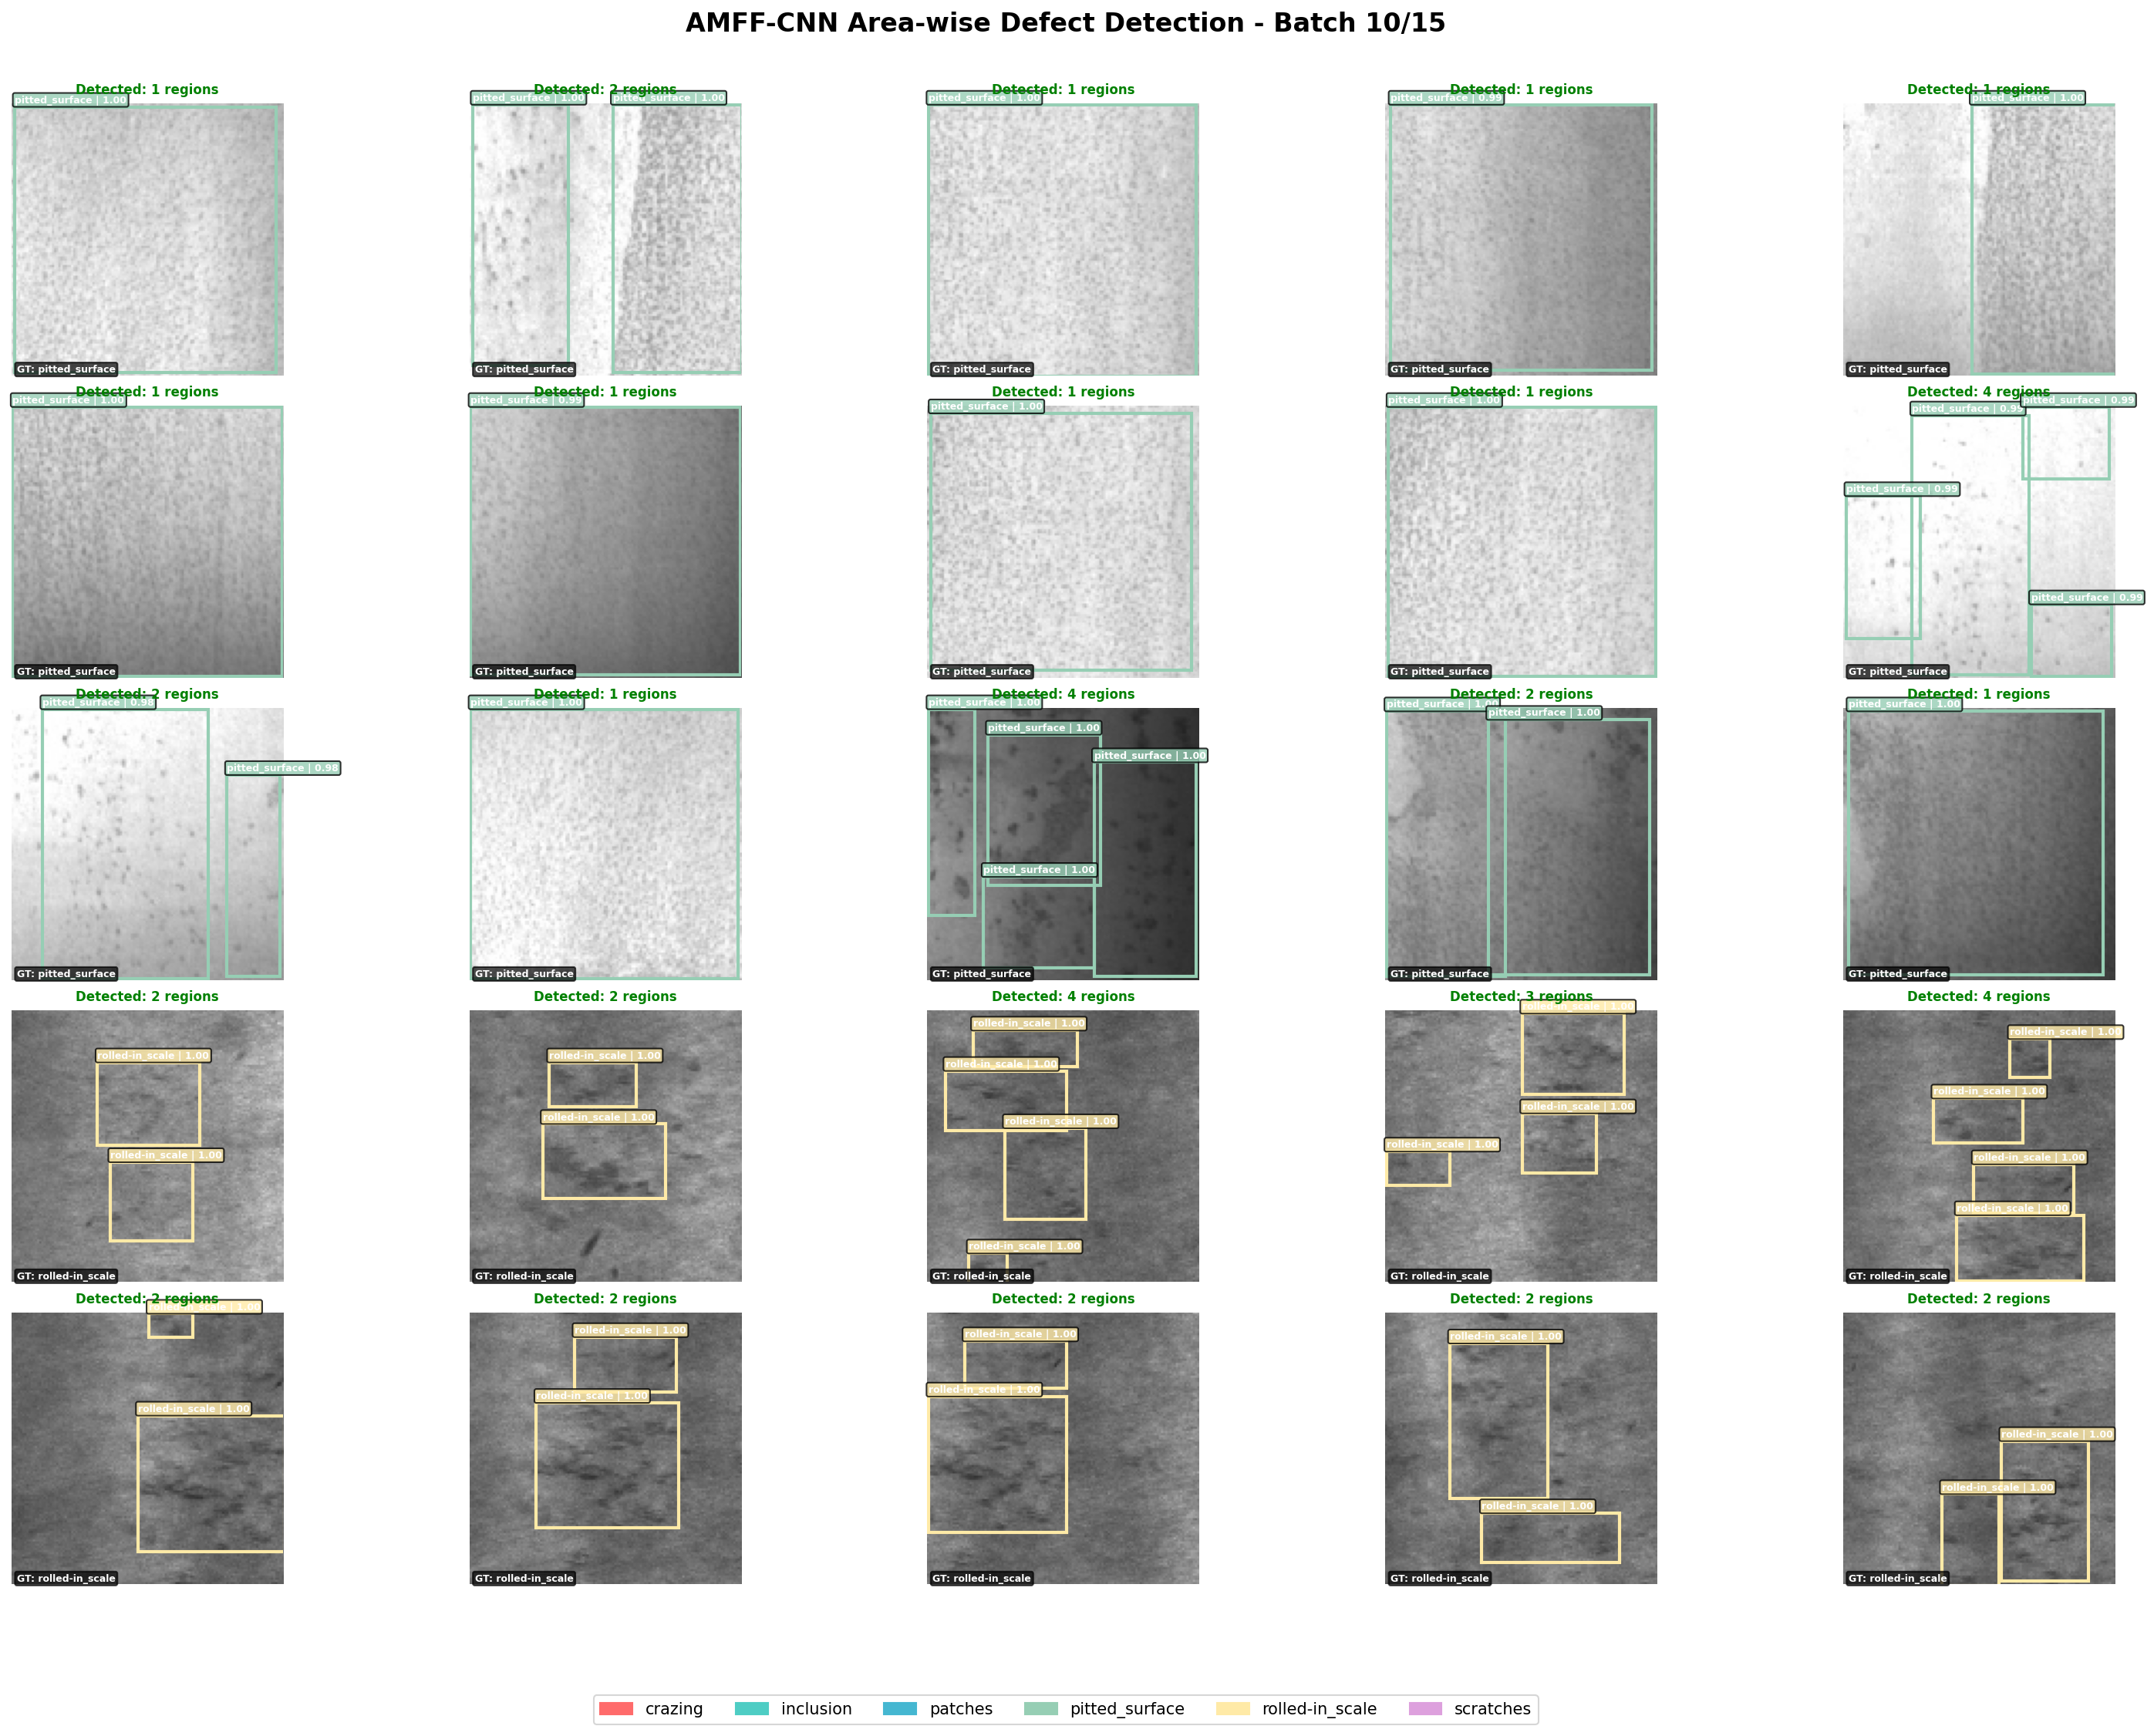 AMFF-CNN Area-wise Defect Detection - Batch 10/15
Detected: 1 regions
pitted_surface | 1.00
GT: pitted_surface
Detected: 2 regions
pitted_surface | 1.00
pitted_surface | 1.00
GT: pitted_surface
Detected: 1 regions
pitted_surface | 1.00
GT: pitted_surface
Detected: 1 regions
pitted_surface | 0.99
GT: pitted_surface
Detected: 1 regions
pitted_surface | 1.00
GT: pitted_surface
Detected: 1 regions
pitted_surface | 1.00
GT: pitted_surface
Detected: 1 regions
pitted_surface | 0.99
GT: pitted_surface
Detected: 1 regions
pitted_surface | 1.00
GT: pitted_surface
Detected: 1 regions
pitted_surface | 1.00
GT: pitted_surface
Detected: 4 regions
pitted_surface | 0.99
pitted_surface | 0.99
pitted_surface | 0.99
pitted_surface | 0.99
GT: pitted_surface
Detected: 2 regions
pitted_surface | 0.98
pitted_surface | 0.98
GT: pitted_surface
Detected: 1 regions
pitted_surface | 1.00
GT: pitted_surface
Detected: 4 regions
pitted_surface | 1.00
pitted_surface | 1.00
pitted_surface | 1.00
pitted_surface | 1.00
GT: pitted_surface
Detected: 2 regions
pitted_surface | 1.00
pitted_surface | 1.00
GT: pitted_surface
Detected: 1 regions
pitted_surface | 1.00
GT: pitted_surface
Detected: 2 regions
rolled-in_scale | 1.00
rolled-in_scale | 1.00
GT: rolled-in_scale
Detected: 2 regions
rolled-in_scale | 1.00
rolled-in_scale | 1.00
GT: rolled-in_scale
Detected: 4 regions
rolled-in_scale | 1.00
rolled-in_scale | 1.00
rolled-in_scale | 1.00
rolled-in_scale | 1.00
GT: rolled-in_scale
Detected: 3 regions
rolled-in_scale | 1.00
rolled-in_scale | 1.00
rolled-in_scale | 1.00
GT: rolled-in_scale
Detected: 4 regions
rolled-in_scale | 1.00
rolled-in_scale | 1.00
rolled-in_scale | 1.00
rolled-in_scale | 1.00
GT: rolled-in_scale
Detected: 2 regions
rolled-in_scale | 1.00
rolled-in_scale | 1.00
GT: rolled-in_scale
Detected: 2 regions
rolled-in_scale | 1.00
rolled-in_scale | 1.00
GT: rolled-in_scale
Detected: 2 regions
rolled-in_scale | 1.00
rolled-in_scale | 1.00
GT: rolled-in_scale
Detected: 2 regions
rolled-in_scale | 1.00
rolled-in_scale | 1.00
GT: rolled-in_scale
Detected: 2 regions
rolled-in_scale | 1.00
rolled-in_scale | 1.00
GT: rolled-in_scale
crazing inclusion patches pitted_surface rolled-in_scale scratches